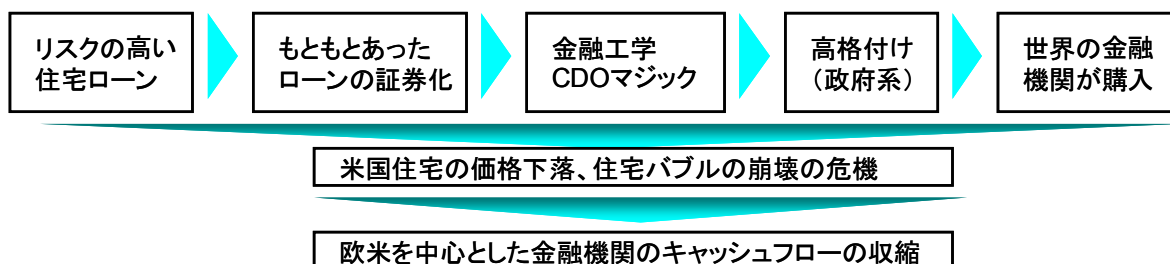 リスクの高い
住宅ローン
もともとあった
ローンの証券化
金融工学
CDOマジック
高格付け
（政府系）
世界の金融
機関が購入
米国住宅の価格下落、住宅バブルの崩壊の危機
欧米を中心とした金融機関のキャッシュフローの収縮